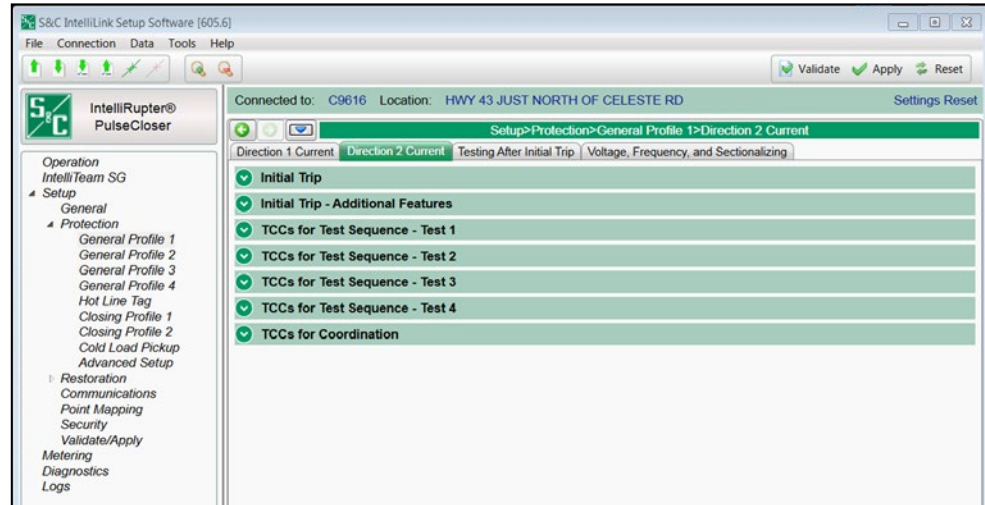 S&C IntelliLink Setup Software [605.6]
File Connection Data Tools Help
Validate Apply Reset
S&C
IntelliRupter®
PulseCloser
Connected to: C9616 Location: HWY 43 JUST NORTH OF CELESTE RD Settings Reset
Setup>Protection>General Profile 1>Direction 2 Current
Direction 1 Current Direction 2 Current Testing After Initial Trip Voltage, Frequency, and Sectionalizing
Operation
IntelliTeam SG
Setup
General
Protection
General Profile 1
General Profile 2
General Profile 3
General Profile 4
Hot Line Tag
Closing Profile 1
Closing Profile 2
Cold Load Pickup
Advanced Setup
Restoration
Communications
Point Mapping
Security
Validate/Apply
Metering
Diagnostics
Logs
Initial Trip
Initial Trip - Additional Features
TCCs for Test Sequence - Test 1
TCCs for Test Sequence - Test 2
TCCs for Test Sequence - Test 3
TCCs for Test Sequence - Test 4
TCCs for Coordination